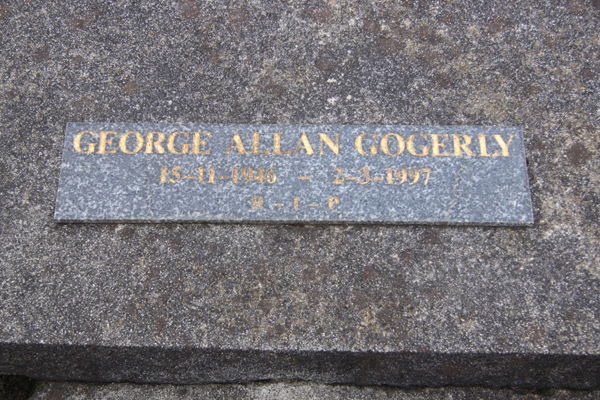 GEORGE ALLAN GOGERLY
15-11-1946 - 2-3-1997
R-I-P